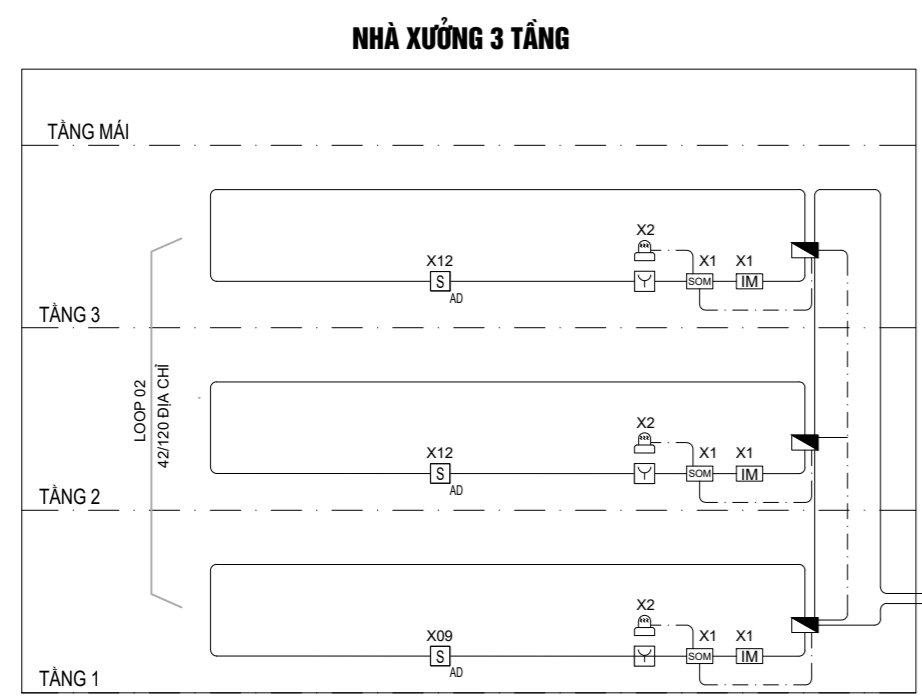 NHÀ XƯỞNG 3 TẦNG
TẦNG MÁI
X2
X12
X1
X1
S
SOM
IM
AD
TẦNG 3
LOOP 02
42/120 ĐỊA CHỈ
X2
X12
X1
X1
S
SOM
IM
AD
TẦNG 2
X2
X09
X1
X1
S
SOM
IM
AD
TẦNG 1